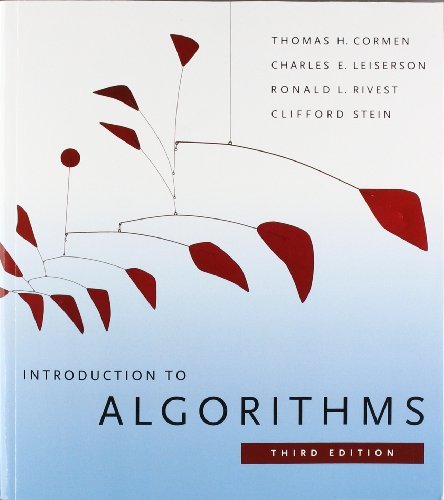 THOMAS H. CORMEN
CHARLES E. LEISERSON
RONALD L. RIVEST
CLIFFORD STEIN
INTRODUCTION TO
ALGORITHMS
THIRD EDITION